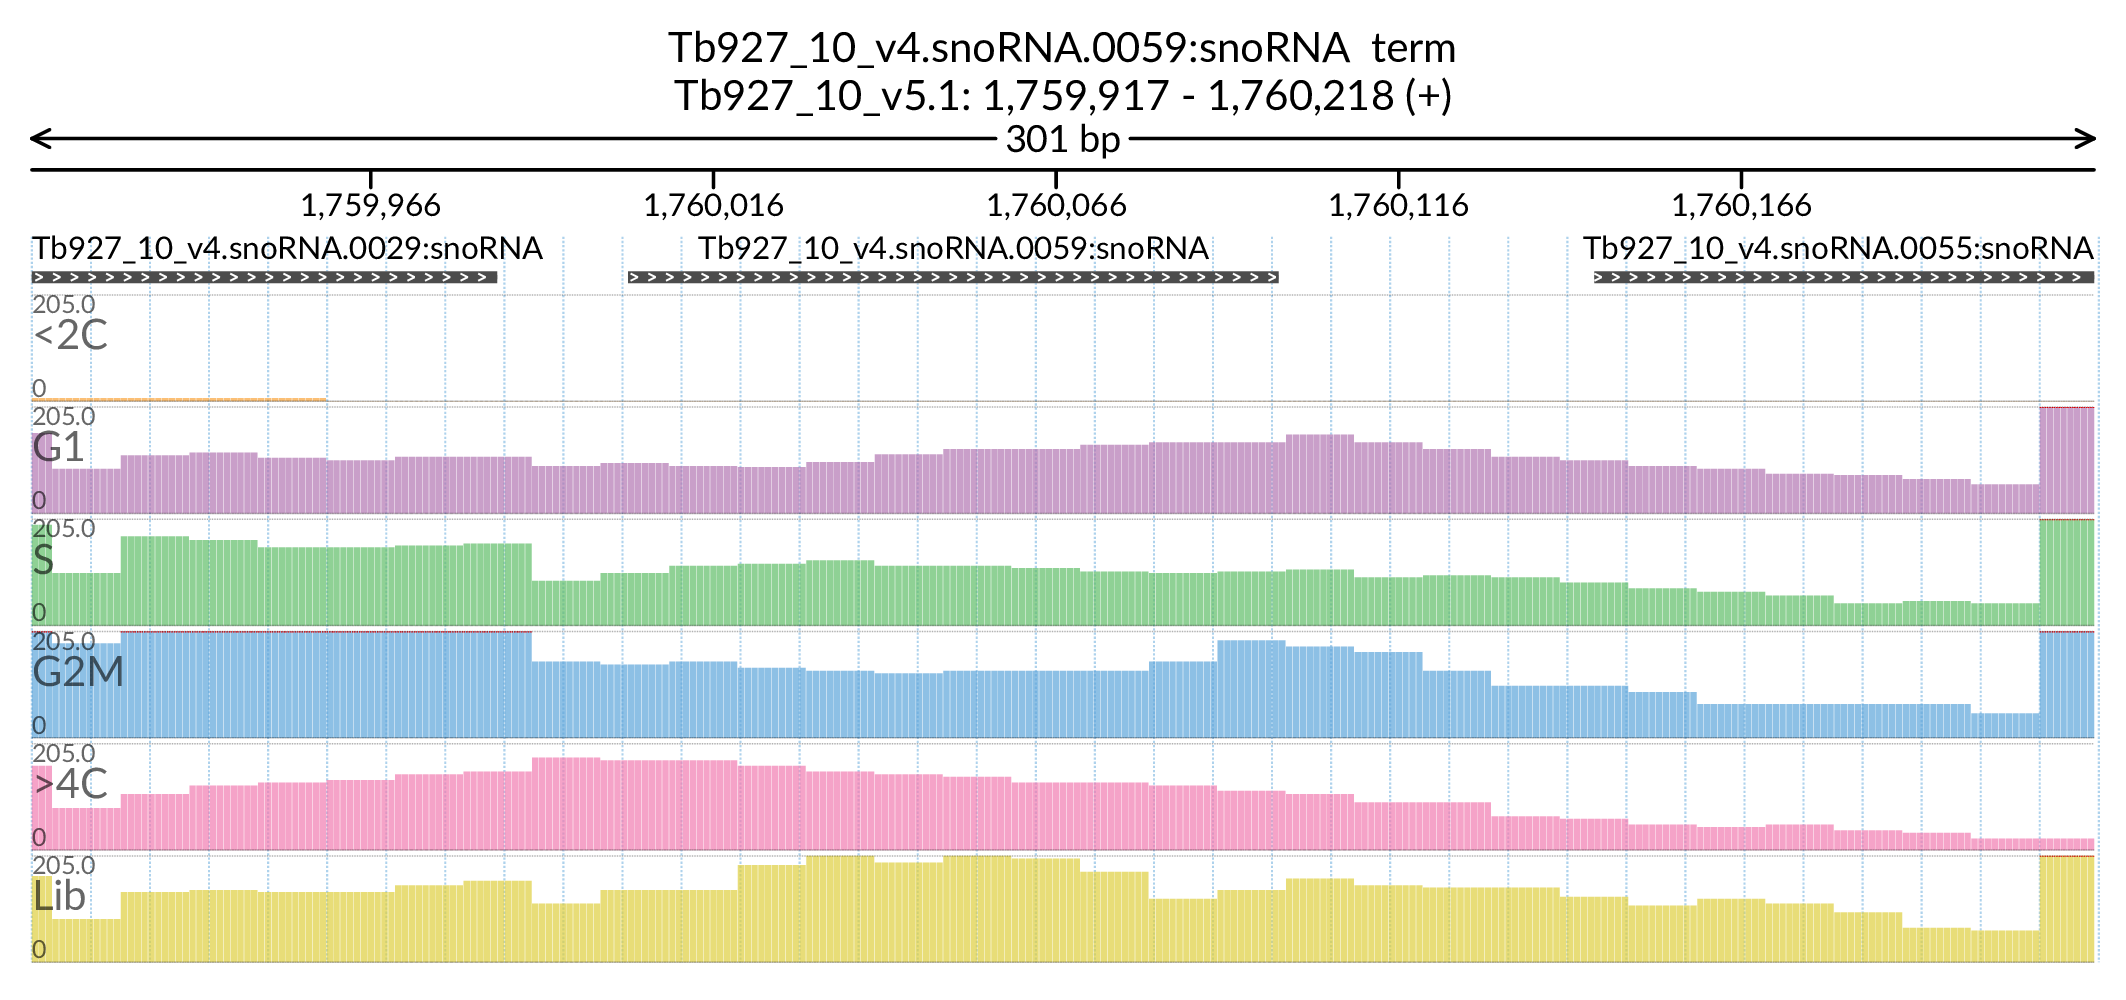 Tb927_10_v4.snoRNA.0059:snoRNA term
Tb927_10_v5.1: 1,759,917 - 1,760,218 (+)
301 bp
1,759,966 1,760,016 1,760,066 1,760,116 1,760,166
Tb927_10_v4.snoRNA.0029:snoRNA Tb927_10_v4.snoRNA.0059:snoRNA Tb927_10_v4.snoRNA.0055:snoRNA
205.0
<2C
0
205.0
G1
0
205.0
S
0
205.0
G2M
0
205.0
>4C
0
205.0
Lib
0